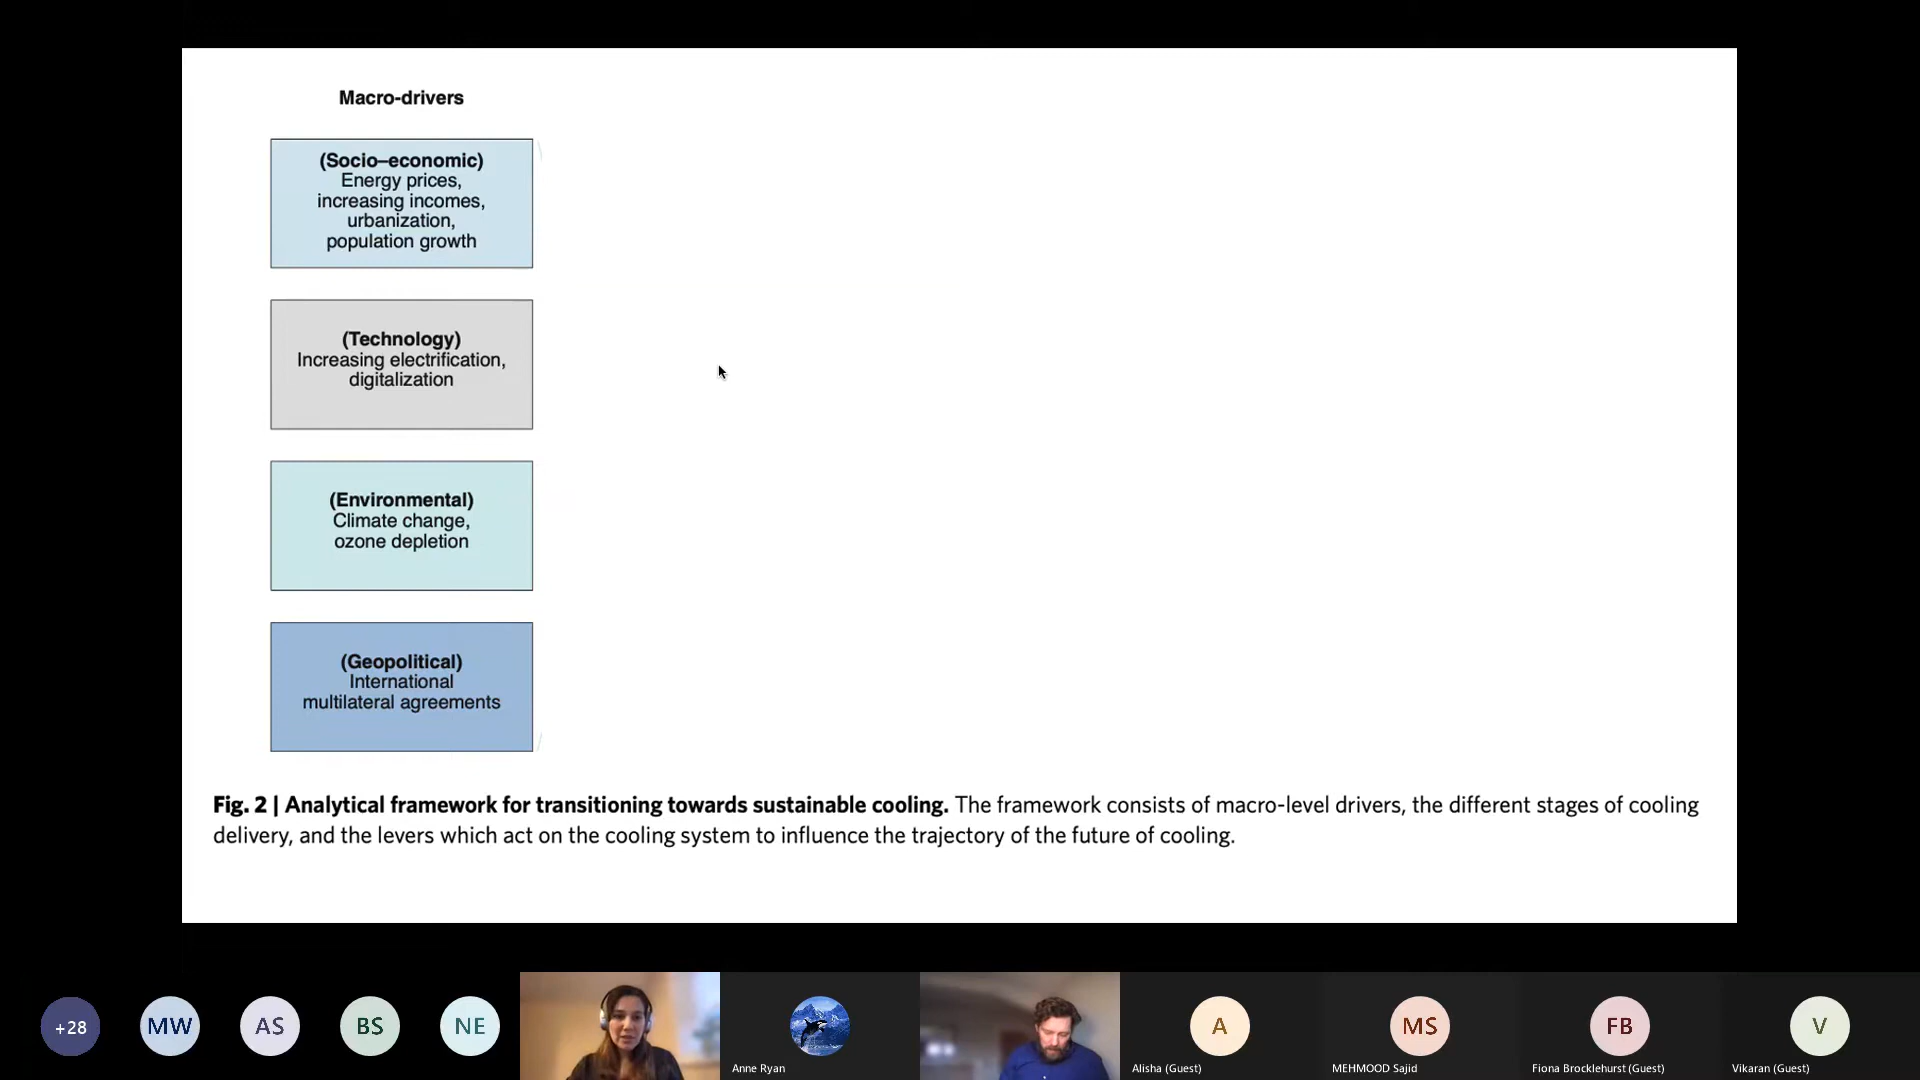 Macro-drivers
(Socio–economic)
Energy prices,
increasing incomes,
urbanization,
population growth
(Technology)
Increasing electrification,
digitalization
(Environmental)
Climate change,
ozone depletion
(Geopolitical)
International
multilateral agreements
Fig. 2 | Analytical framework for transitioning towards sustainable cooling. The framework consists of macro-level drivers, the different stages of cooling
delivery, and the levers which act on the cooling system to influence the trajectory of the future of cooling.
+28
MW
AS
BS
NE
Anne Ryan
A
Alisha (Guest)
MS
MEHMOOD Sajid
FB
Fiona Brocklehurst (Guest)
V
Vikaran (Guest)